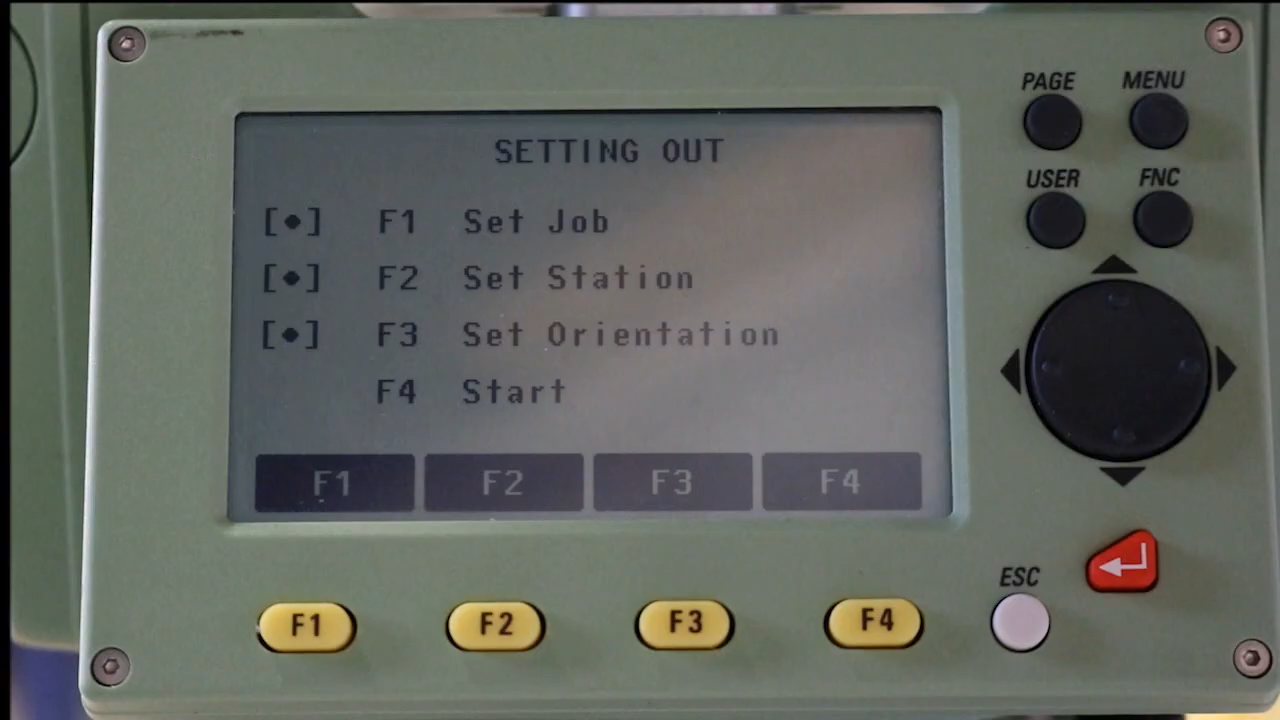 PAGE MENU
SETTING OUT
USER FNC
[•] F1 Set Job
[•] F2 Set Station
[•] F3 Set Orientation
F4 Start
F1 F2 F3 F4
ESC
F1 F2 F3 F4